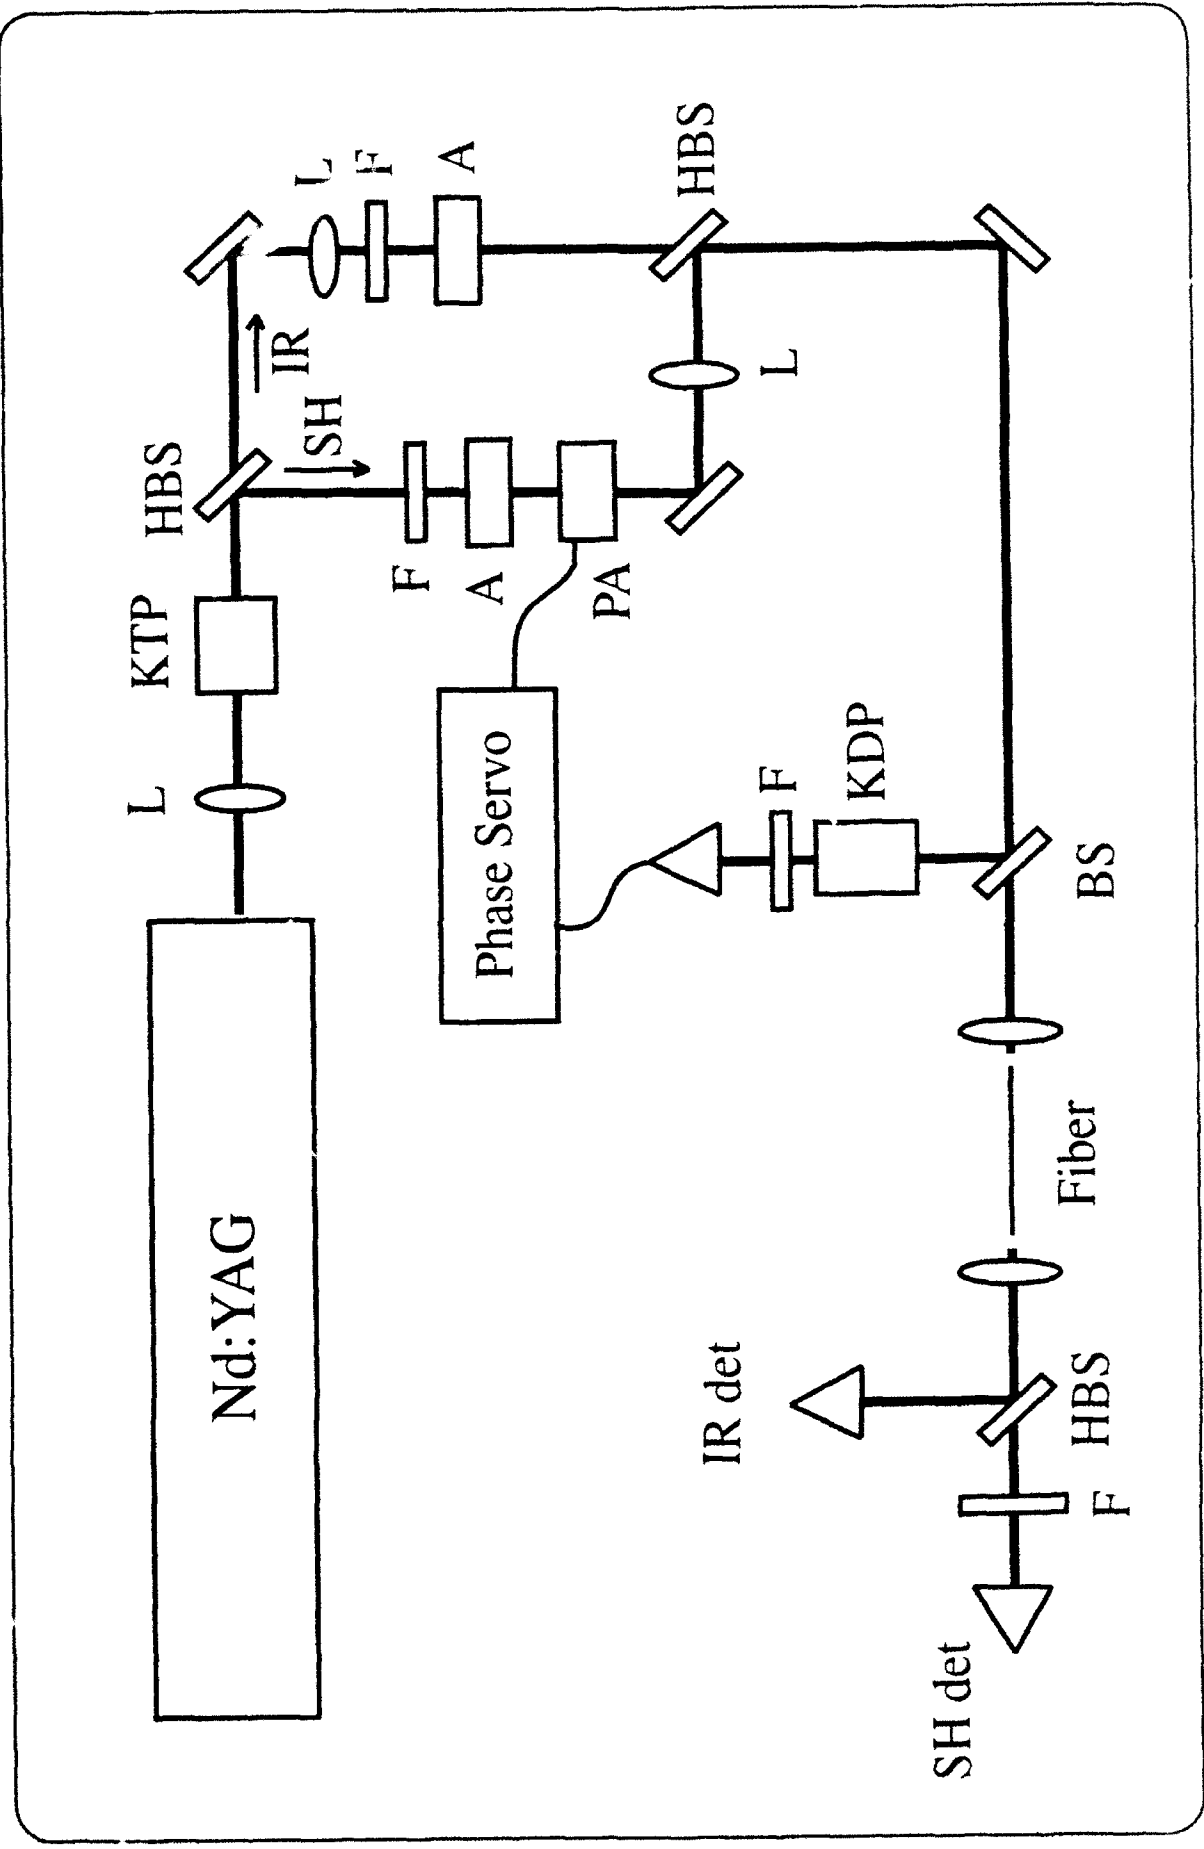 Nd:YAG
L
KTP
HBS
IR
SH
L
F
A
HBS
F
A
PA
L
Phase Servo
F
KDP
BS
Fiber
IR det
HBS
F
SH det